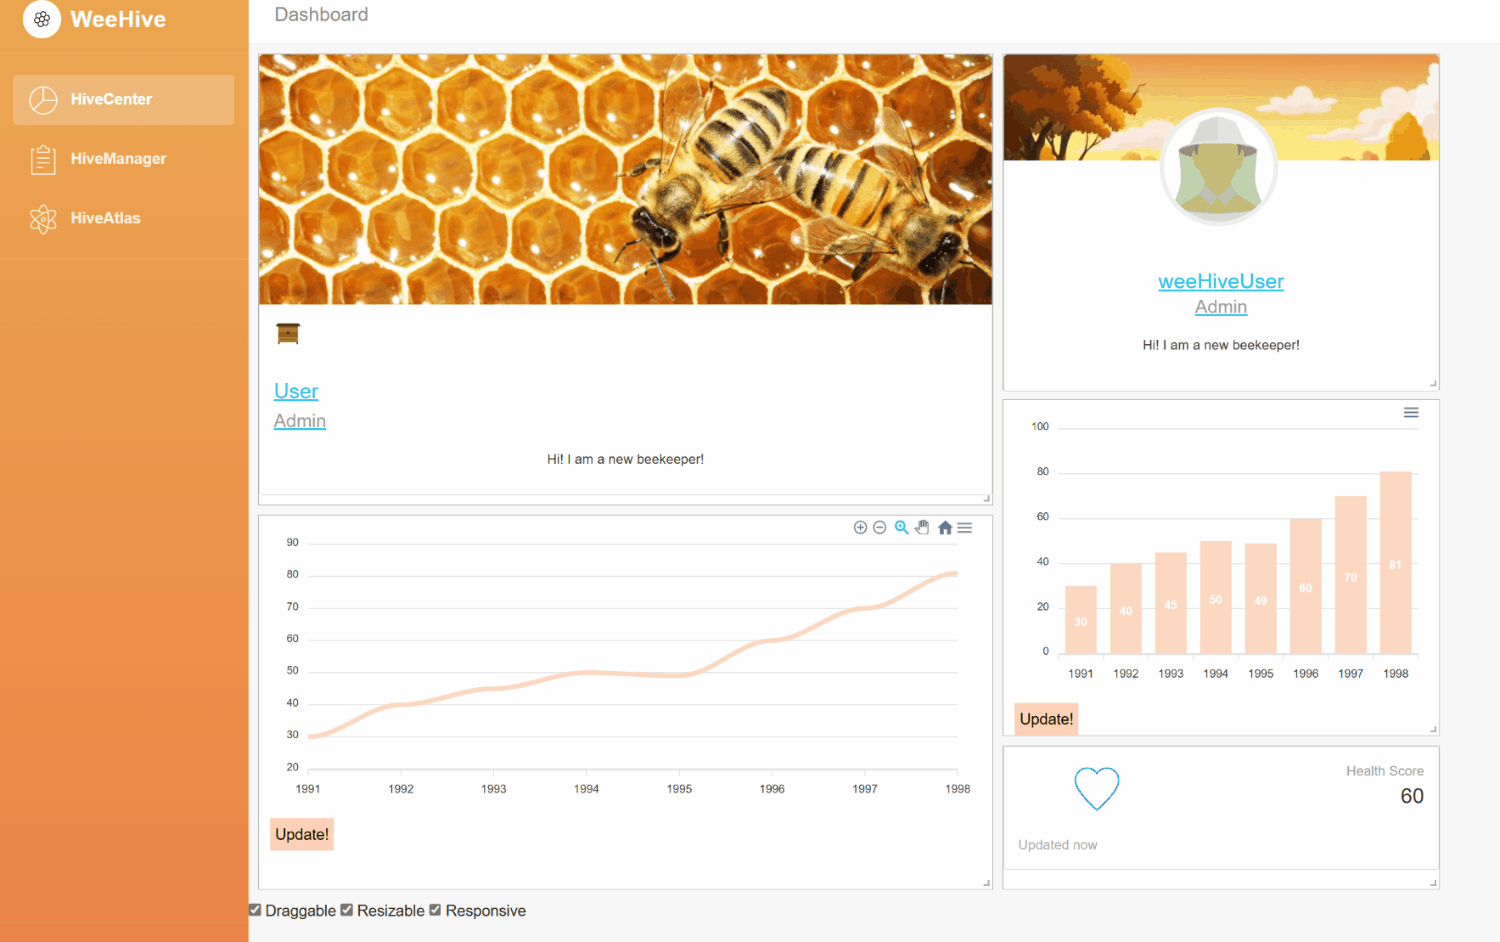 WeeHive
Dashboard
HiveCenter
HiveManager
HiveAtlas
User
Admin
Hi! I am a new beekeeper!
weeHiveUser
Admin
Hi! I am a new beekeeper!
90
80
70
60
50
40
30
20
1991 1992 1993 1994 1995 1996 1997 1998
Update!
100
80
60
40
20
0
30 40 45 50 49 60 70 81
1991 1992 1993 1994 1995 1996 1997 1998
Update!
Health Score
60
Updated now
Draggable Resizable Responsive